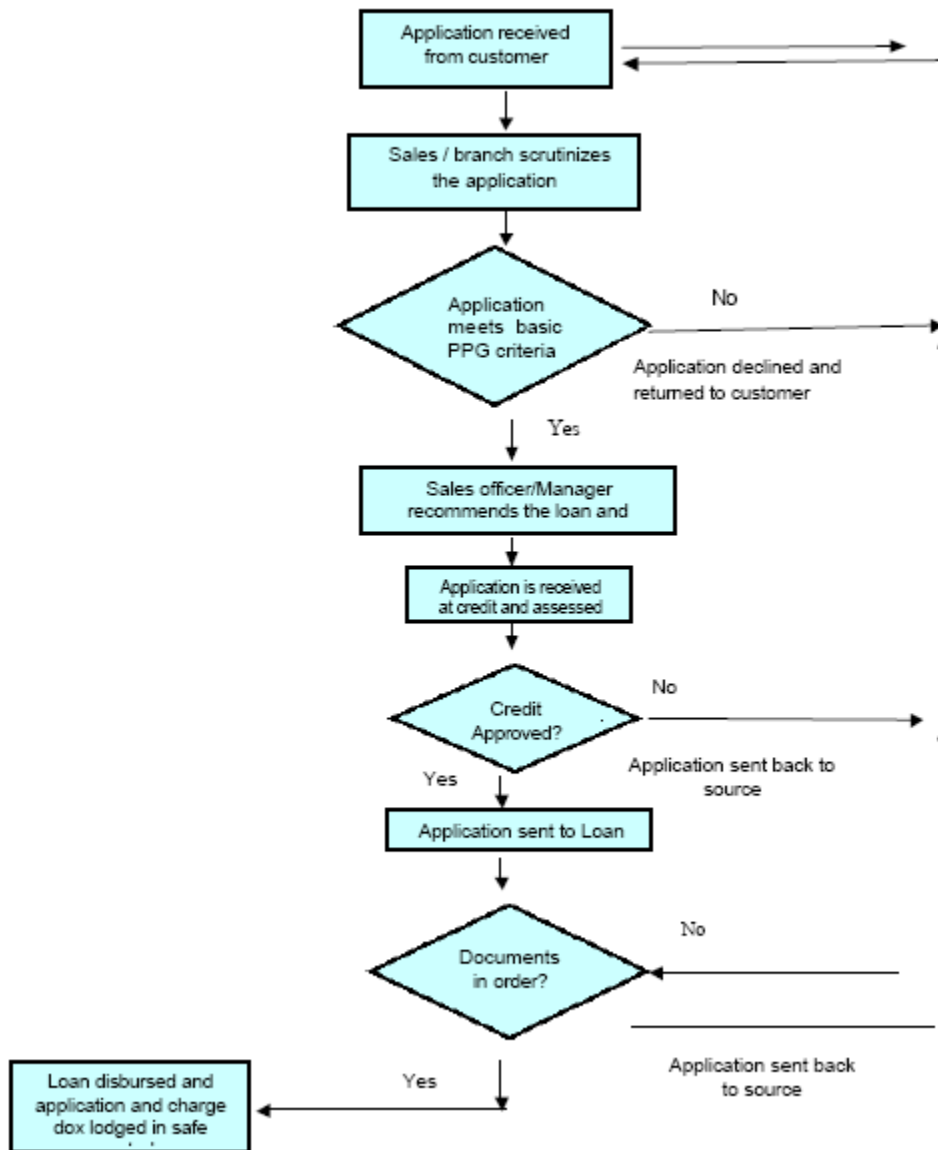 Application received
from customer
Sales / branch scrutinizes
the application
Application
meets basic
PPG criteria
No
Application declined and
returned to customer
Yes
Sales officer/Manager
recommends the loan and
Application is received
at credit and assessed
Credit
Approved?
No
Application sent back to
source
Yes
Application sent to Loan
Documents
in order?
No
Application sent back
to source
Yes
Loan disbursed and
application and charge
dox lodged in safe